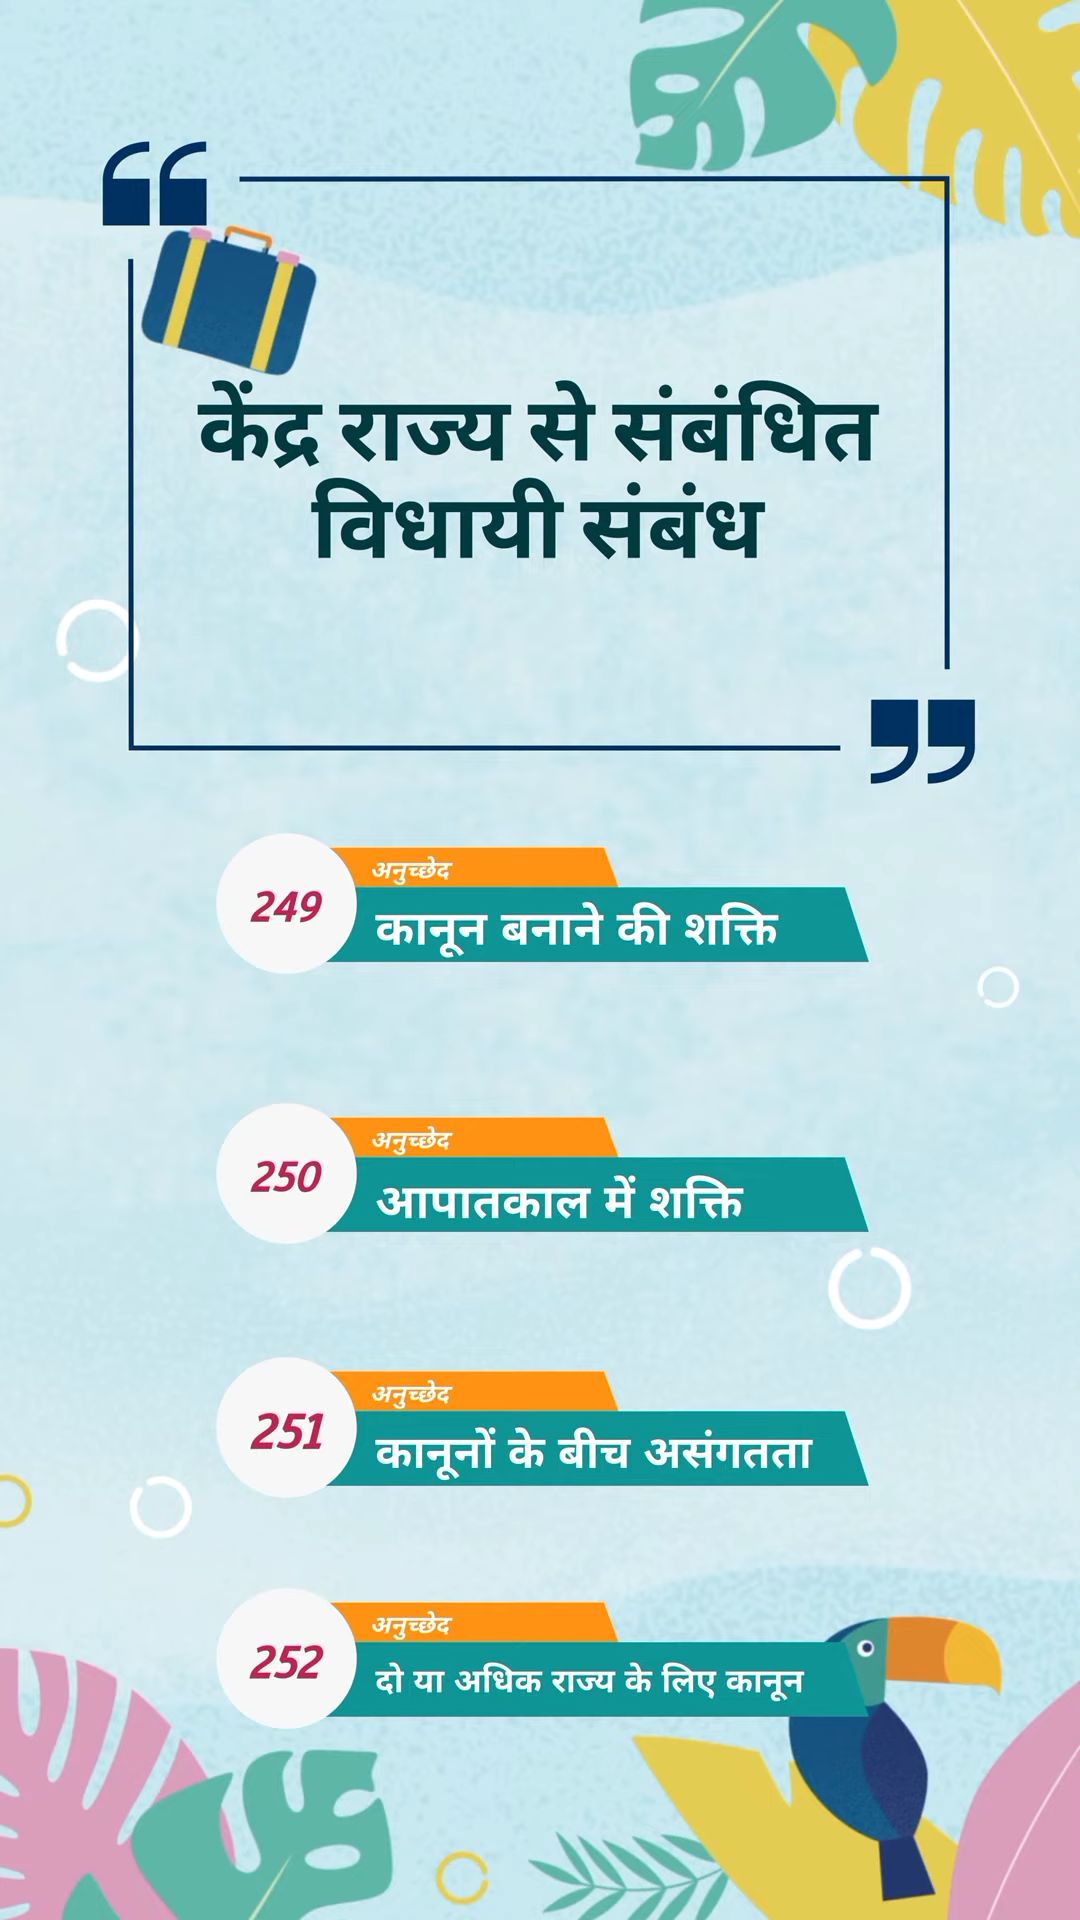 केंद्र राज्य से संबंधित
विधायी संबंध
249
अनुच्छेद
कानून बनाने की शक्ति
250
अनुच्छेद
आपातकाल में शक्ति
251
अनुच्छेद
कानूनों के बीच असंगतता
252
अनुच्छेद
दो या अधिक राज्य के लिए कानून